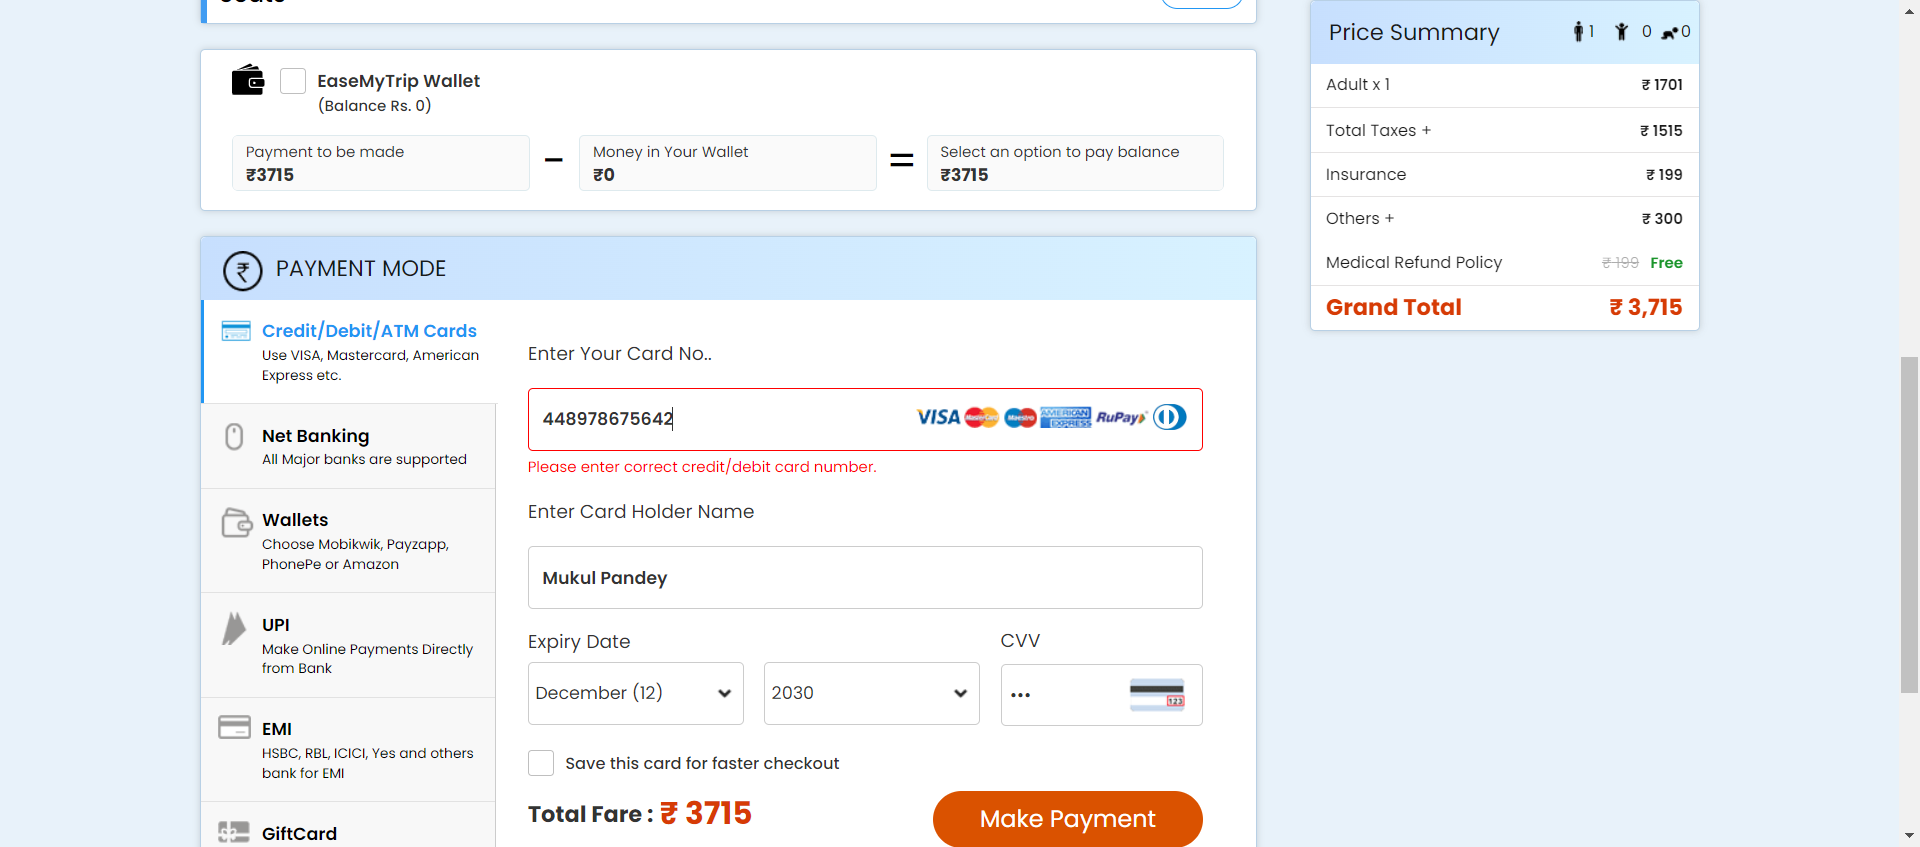 EaseMyTrip Wallet
(Balance Rs. 0)
Payment to be made
₹3715
−
Money in Your Wallet
₹0
=
Select an option to pay balance
₹3715
₹ PAYMENT MODE
Credit/Debit/ATM Cards
Use VISA, Mastercard, American
Express etc.
Net Banking
All Major banks are supported
Wallets
Choose Mobikwik, Payzapp,
PhonePe or Amazon
UPI
Make Online Payments Directly
from Bank
EMI
HSBC, RBL, ICICI, Yes and others
bank for EMI
GiftCard
Enter Your Card No..
448978675642 VISA MasterCard Maestro AMERICAN EXPRESS RuPay
Please enter correct credit/debit card number.
Enter Card Holder Name
Mukul Pandey
Expiry Date
CVV
December (12)
2030
••• 123
Save this card for faster checkout
Total Fare : ₹ 3715
Make Payment
Price Summary 1 0 0
Adult x 1 ₹ 1701
Total Taxes + ₹ 1515
Insurance ₹ 199
Others + ₹ 300
Medical Refund Policy ₹ 199 Free
Grand Total ₹ 3,715